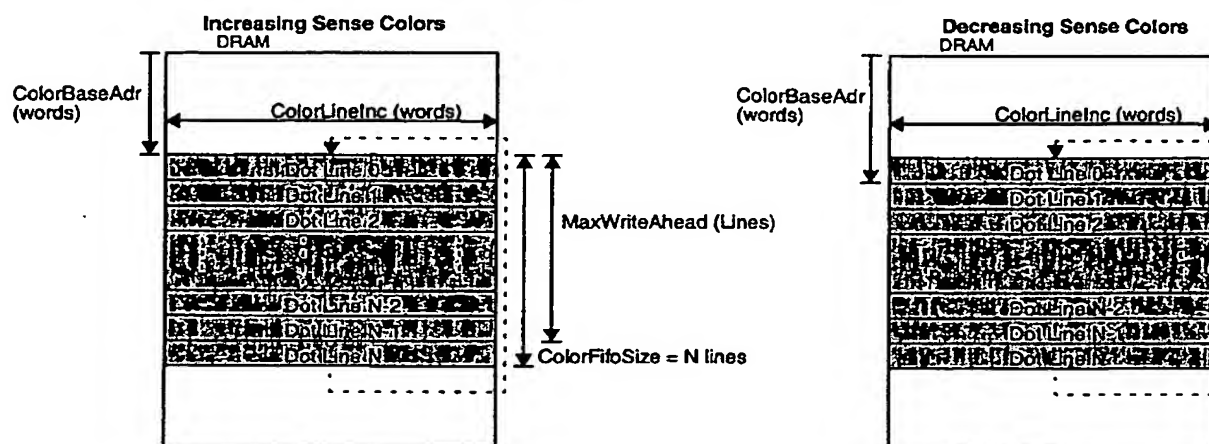 Increasing Sense Colors
DRAM
ColorBaseAdr
(words)
ColorLineInc (words)
Dot Line 0
Dot Line 1
Dot Line 2
Dot Line N-2
Dot Line N-1
Dot Line N
MaxWriteAhead (Lines)
ColorFifoSize = N lines
Decreasing Sense Colors
DRAM
ColorBaseAdr
(words)
ColorLineInc (words)
Dot Line 0
Dot Line 1
Dot Line 2
Dot Line N-2
Dot Line N-1
Dot Line N